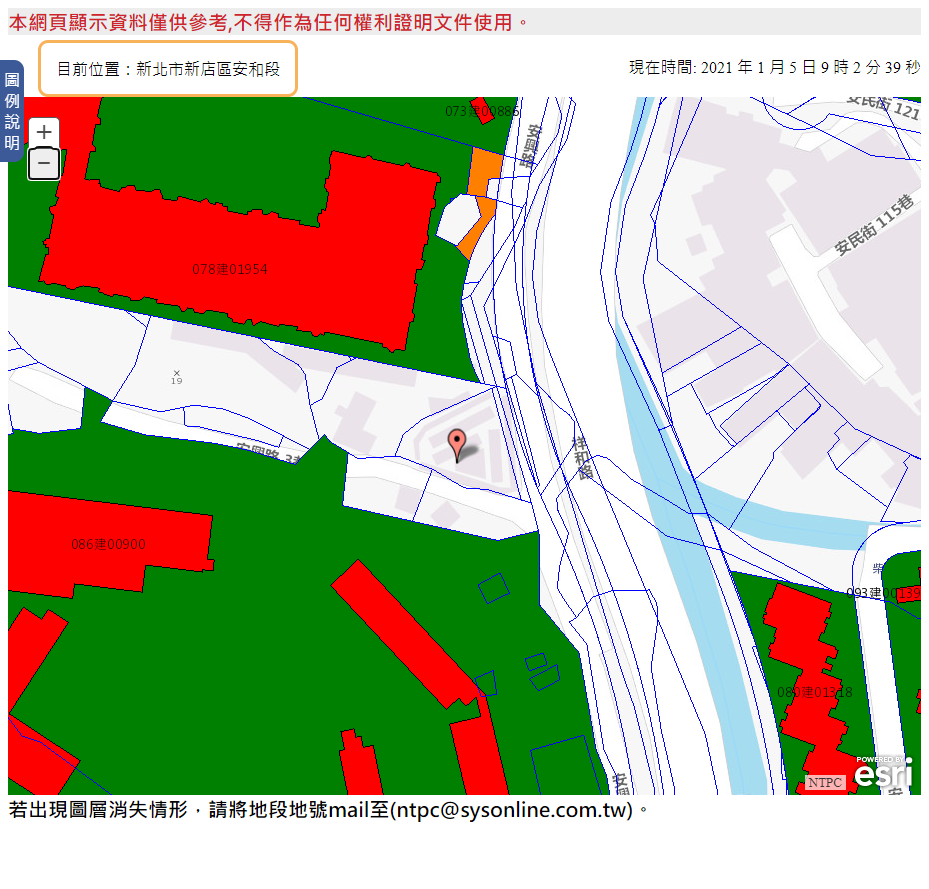 本網頁顯示資料僅供參考,不得作為任何權利證明文件使用。
目前位置：新北市新店區安和段
現在時間: 2021 年 1 月 5 日 9 時 2 分 39 秒
圖例說明
+
−
073建00886
安興路
安民街 121
安民街 115巷
078建01954
×
19
安興路 3巷
祥和路
086建00900
柴
093建00139
080建01318
安
安
NTPC
POWERED BY
esri
若出現圖層消失情形，請將地段地號mail至(ntpc@sysonline.com.tw)。